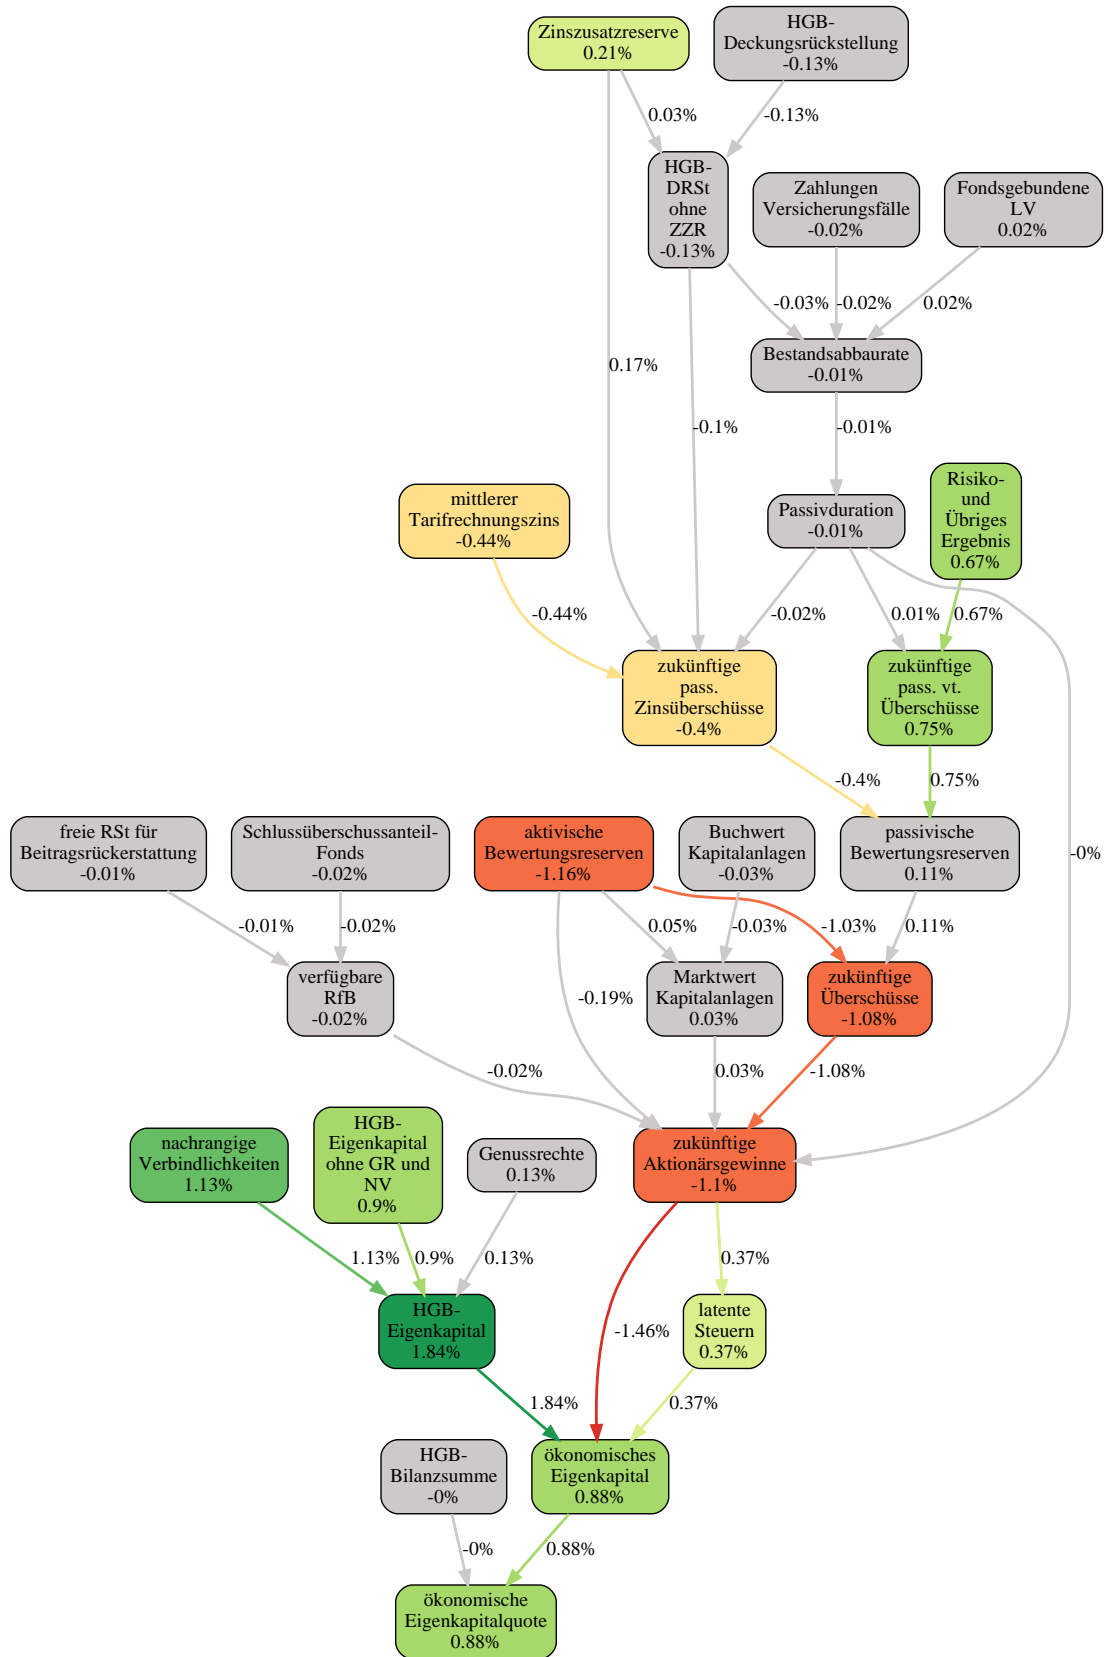 Zinszusatzreserve
0.21%
HGB-
Deckungsrückstellung
-0.13%
0.03%
-0.13%
HGB-
DRSt
ohne
ZZR
-0.13%
Zahlungen
Versicherungsfälle
-0.02%
Fondsgebundene
LV
0.02%
-0.03%
-0.02%
0.02%
0.17%
Bestandsabbaurate
-0.01%
-0.1%
-0.01%
mittlerer
Tarifrechnungszins
-0.44%
Passivduration
-0.01%
Risiko-
und
Übriges
Ergebnis
0.67%
-0.44%
-0.02%
0.01%
0.67%
zukünftige
pass.
Zinsüberschüsse
-0.4%
zukünftige
pass. vt.
Überschüsse
0.75%
-0.4%
0.75%
freie RSt für
Beitragsrückerstattung
-0.01%
Schlussüberschussanteil-
Fonds
-0.02%
aktivische
Bewertungsreserven
-1.16%
Buchwert
Kapitalanlagen
-0.03%
passivische
Bewertungsreserven
0.11%
-0%
-0.01%
-0.02%
0.05%
-0.03%
-1.03%
0.11%
verfügbare
RfB
-0.02%
-0.19%
Marktwert
Kapitalanlagen
0.03%
zukünftige
Überschüsse
-1.08%
-0.02%
0.03%
-1.08%
nachrangige
Verbindlichkeiten
1.13%
HGB-
Eigenkapital
ohne GR und
NV
0.9%
Genussrechte
0.13%
zukünftige
Aktionärsgewinne
-1.1%
1.13%
0.9%
0.13%
0.37%
HGB-
Eigenkapital
1.84%
-1.46%
latente
Steuern
0.37%
1.84%
0.37%
HGB-
Bilanzsumme
-0%
ökonomisches
Eigenkapital
0.88%
-0%
0.88%
ökonomische
Eigenkapitalquote
0.88%